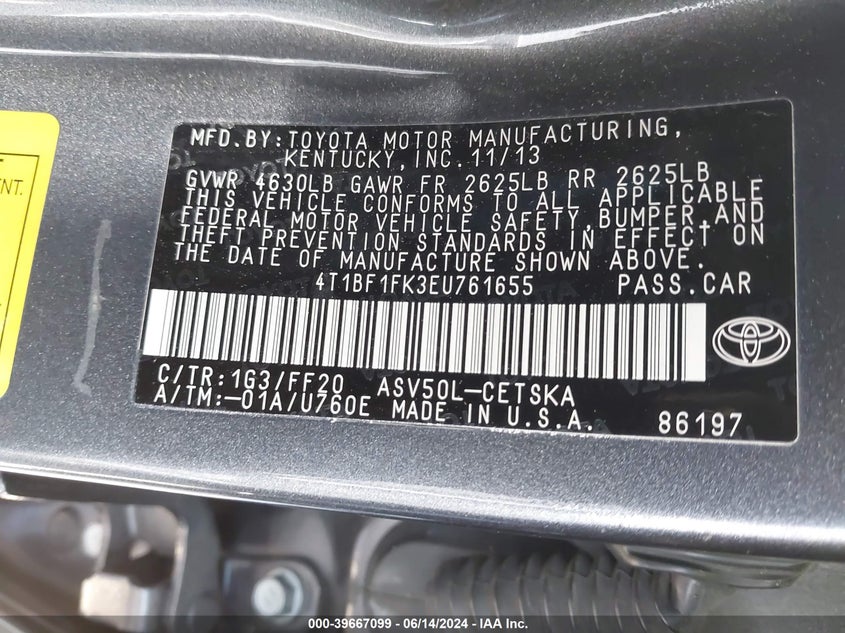 MFD.BY:TOYOTA MOTOR MANUFACTURING,
KENTUCKY,INC.11/13
GVWR 4630LB GAWR FR 2625LB RR 2625LB
THIS VEHICLE CONFORMS TO ALL APPLICABLE
FEDERAL MOTOR VEHICLE SAFETY,BUMPER,AND
THEFT PREVENTION STANDARDS IN EFFECT ON
THE DATE OF MANUFACTURE SHOWN ABOVE.
4T1BF1FK3EU761655 PASS.CAR
C/TR:1G3/FF20 ASV50L-CETSKA
A/TM:-01A/U760E MADE IN U.S.A.
86197
000-39667099 - 06/14/2024 - IAA Inc.